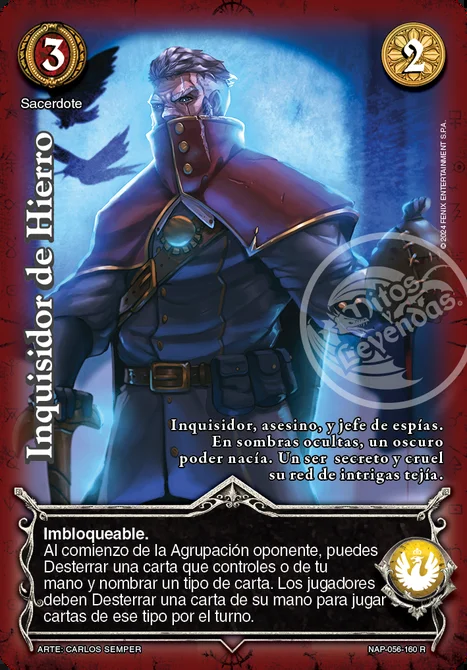 3
2
Sacerdote
Inquisidor de Hierro
© 2024 FENIX ENTERTAINMENT S.P.A.
Mitos
y
Leyendas
Inquisidor, asesino, y jefe de espías.
En sombras ocultas, un oscuro
poder nacía. Un ser secreto y cruel
su red de intrigas tejía.
Imbloqueable.
Al comienzo de la Agrupación oponente, puedes
Desterrar una carta que controles o de tu
mano y nombrar un tipo de carta. Los jugadores
deben Desterrar una carta de su mano para jugar
cartas de ese tipo por el turno.
ARTE: CARLOS SEMPER
NAP-056-160 R